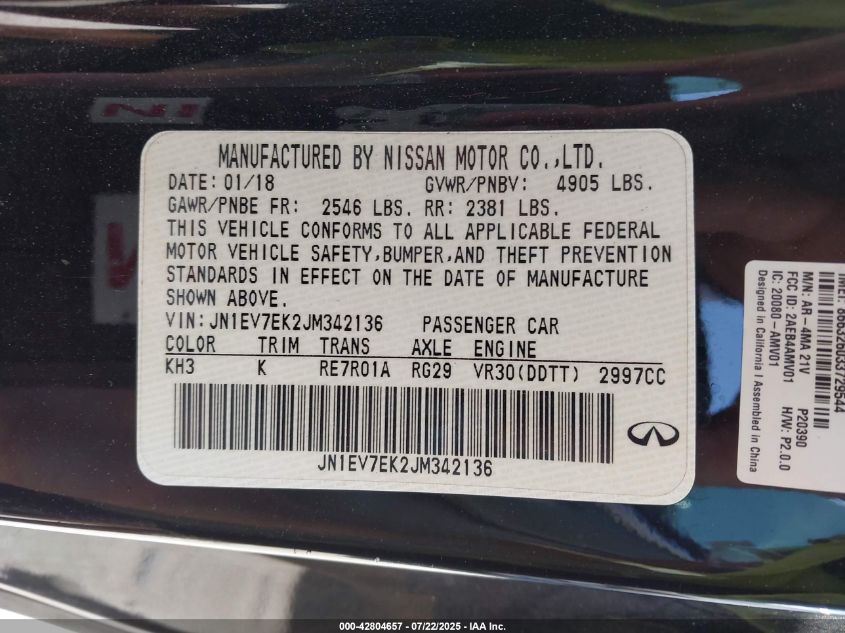 MANUFACTURED BY NISSAN MOTOR CO.,LTD.
DATE: 01/18 GVWR/PNBV: 4905 LBS.
GAWR/PNBE FR: 2546 LBS. RR: 2381 LBS.
THIS VEHICLE CONFORMS TO ALL APPLICABLE FEDERAL
MOTOR VEHICLE SAFETY,BUMPER,AND THEFT PREVENTION
STANDARDS IN EFFECT ON THE DATE OF MANUFACTURE
SHOWN ABOVE.
VIN:JN1EV7EK2JM342136 PASSENGER CAR
COLOR TRIM TRANS AXLE ENGINE
KH3 K RE7R01A RG29 VR30(DDTT) 2997CC
JN1EV7EK2JM342136
IMEI: 866326033729544
M/N: AR-4MA 21V P20390
FCC ID: 2AEB4AMV01 H/W: P2.0.0
IC: 20080-AMV01
Designed in California | Assembled in China
000-42804657 - 07/22/2025 - IAA Inc.